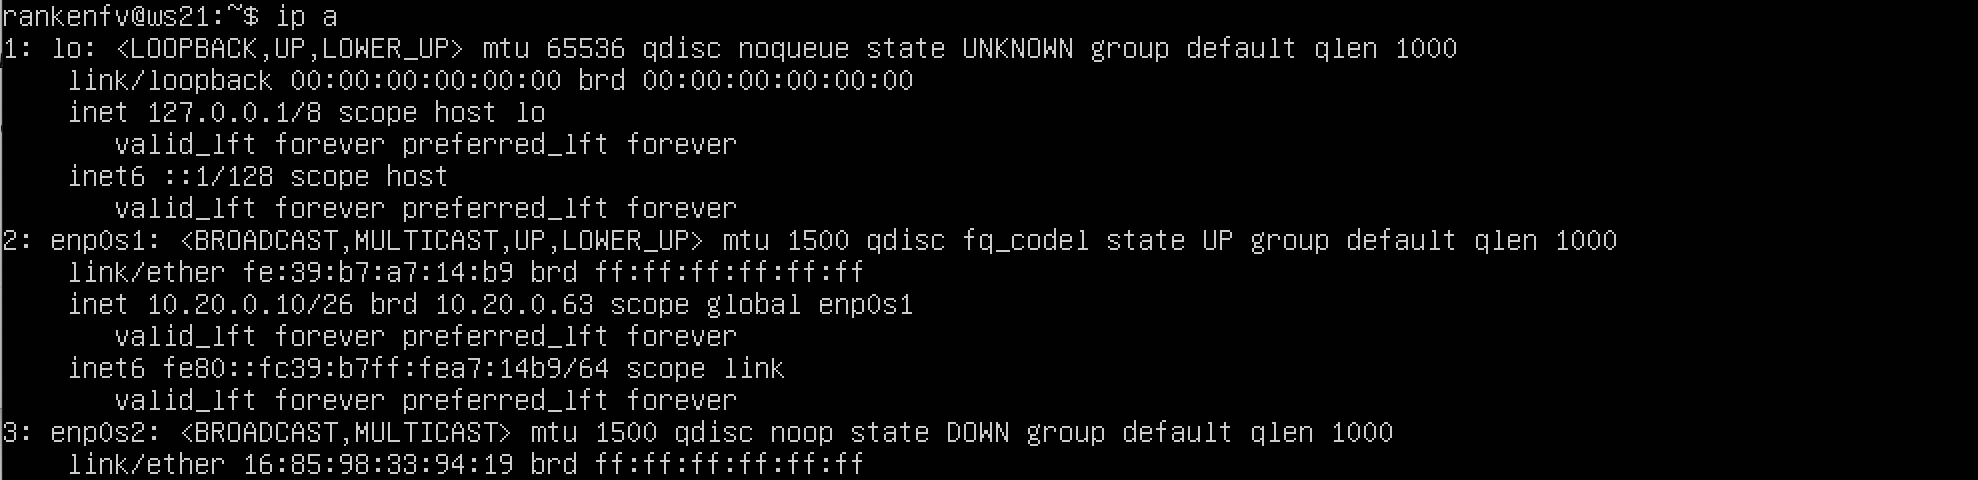 rankenfv@ws21:~$ ip a
1: lo: <LOOPBACK,UP,LOWER_UP> mtu 65536 qdisc noqueue state UNKNOWN group default qlen 1000
    link/loopback 00:00:00:00:00:00 brd 00:00:00:00:00:00
    inet 127.0.0.1/8 scope host lo
       valid_lft forever preferred_lft forever
    inet6 ::1/128 scope host
       valid_lft forever preferred_lft forever
2: enp0s1: <BROADCAST,MULTICAST,UP,LOWER_UP> mtu 1500 qdisc fq_codel state UP group default qlen 1000
    link/ether fe:39:b7:a7:14:b9 brd ff:ff:ff:ff:ff:ff
    inet 10.20.0.10/26 brd 10.20.0.63 scope global enp0s1
       valid_lft forever preferred_lft forever
    inet6 fe80::fc39:b7ff:fea7:14b9/64 scope link
       valid_lft forever preferred_lft forever
3: enp0s2: <BROADCAST,MULTICAST> mtu 1500 qdisc noop state DOWN group default qlen 1000
    link/ether 16:85:98:33:94:19 brd ff:ff:ff:ff:ff:ff